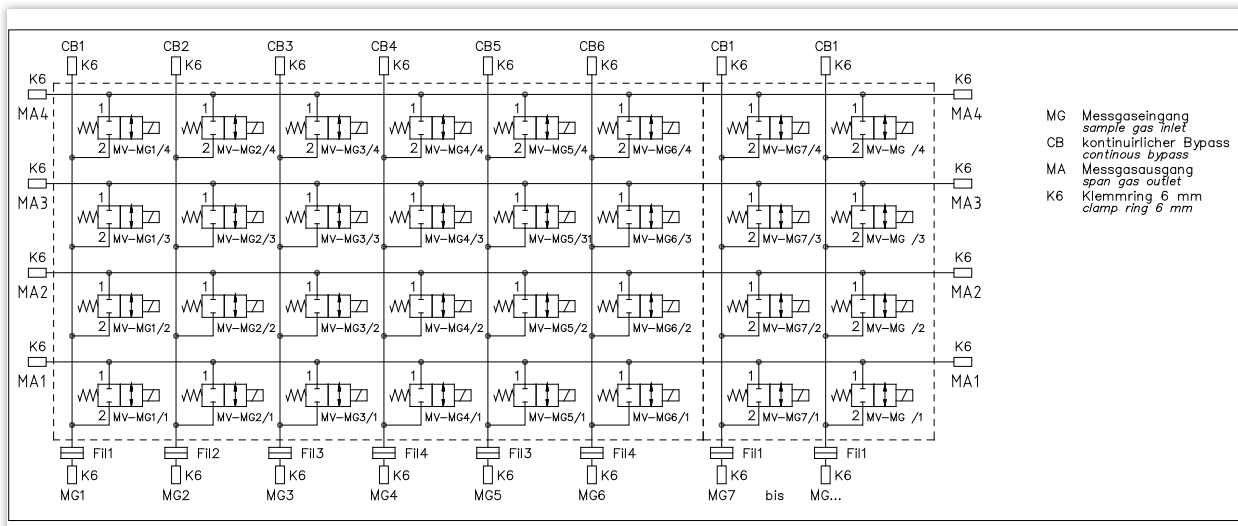 CB1 CB2 CB3 CB4 CB5 CB6 CB1 CB1
K6 K6 K6 K6 K6 K6 K6 K6
K6 K6
MA4 MA4
1 1 1 1 1 1 1 1
2 MV-MG1/4 2 MV-MG2/4 2 MV-MG3/4 2 MV-MG4/4 2 MV-MG5/4 2 MV-MG6/4 2 MV-MG7/4 2 MV-MG /4
K6 K6
MA3 MA3
1 1 1 1 1 1 1 1
2 MV-MG1/3 2 MV-MG2/3 2 MV-MG3/3 2 MV-MG4/3 2 MV-MG5/31 2 MV-MG6/3 2 MV-MG7/3 2 MV-MG /3
K6 K6
MA2 MA2
1 1 1 1 1 1 1 1
2 MV-MG1/2 2 MV-MG2/2 2 MV-MG3/2 2 MV-MG4/2 2 MV-MG5/2 2 MV-MG6/2 2 MV-MG7/2 2 MV-MG /2
K6 K6
MA1 MA1
1 1 1 1 1 1 1 1
2 MV-MG1/1 2 MV-MG2/1 2 MV-MG3/1 2 MV-MG4/1 2 MV-MG5/1 2 MV-MG6/1 2 MV-MG7/1 2 MV-MG /1
Fil1 Fil2 Fil3 Fil4 Fil3 Fil4 Fil1 Fil1
K6 K6 K6 K6 K6 K6 K6 K6
MG1 MG2 MG3 MG4 MG5 MG6 MG7 bis MG...
MG Messgaseingang
sample gas inlet
CB kontinuirlicher Bypass
continous bypass
MA Messgasausgang
span gas outlet
K6 Klemmring 6 mm
clamp ring 6 mm